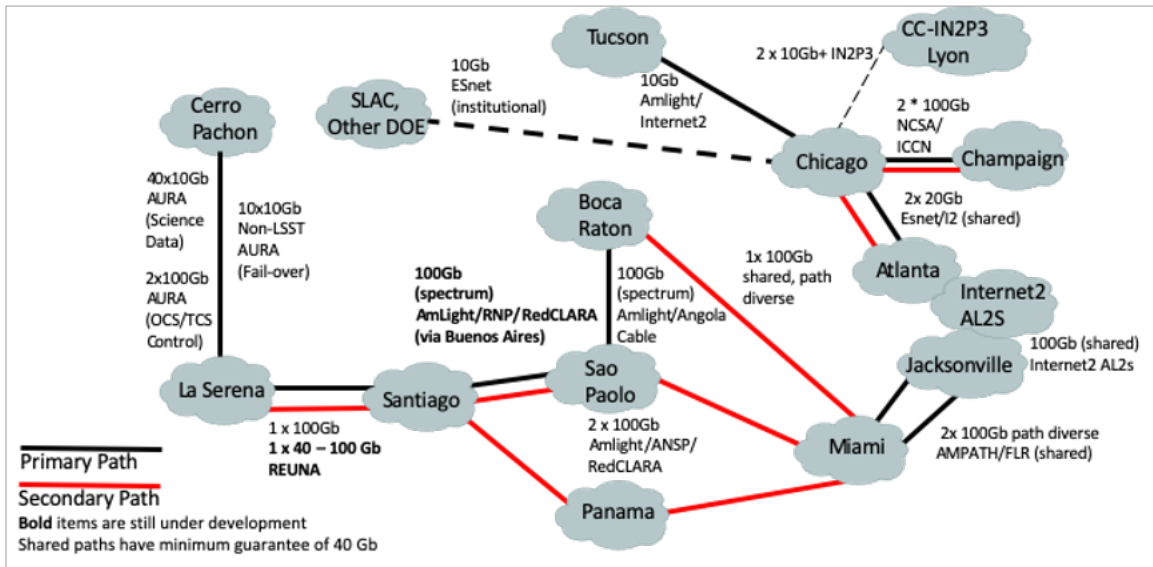 Tucson
CC-IN2P3
Lyon
2 x 10Gb+ IN2P3
10Gb
ESnet
(institutional)
10Gb
Amlight/
Internet2
SLAC,
Other DOE
Cerro
Pachon
2 * 100Gb
NCSA/
ICCN
Chicago
Champaign
40x10Gb
AURA
(Science
Data)
10x10Gb
Non-LSST
AURA
(Fail-over)
2x100Gb
AURA
(OCS/TCS
Control)
Boca
Raton
2x 20Gb
Esnet/I2 (shared)
1x 100Gb
shared, path
diverse
Atlanta
Internet2
AL2S
100Gb
(spectrum)
AmLight/RNP/RedCLARA
(via Buenos Aires)
100Gb
(spectrum)
Amlight/Angola
Cable
100Gb (shared)
Internet2 AL2s
Jacksonville
La Serena
Santiago
Sao
Paolo
1 x 100Gb
1 x 40 – 100 Gb
REUNA
2 x 100Gb
Amlight/ANSP/
RedCLARA
Miami
2x 100Gb path diverse
AMPATH/FLR (shared)
Panama
Primary Path
Secondary Path
Bold items are still under development
Shared paths have minimum guarantee of 40 Gb